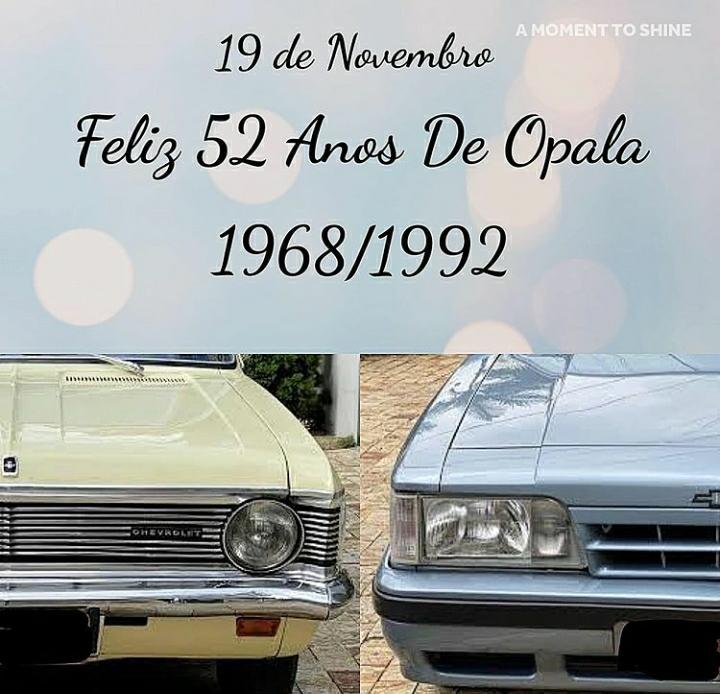 A MOMENT TO SHINE
19 de Novembro
Feliz 52 Anos De Opala
1968/1992
CHEVROLET